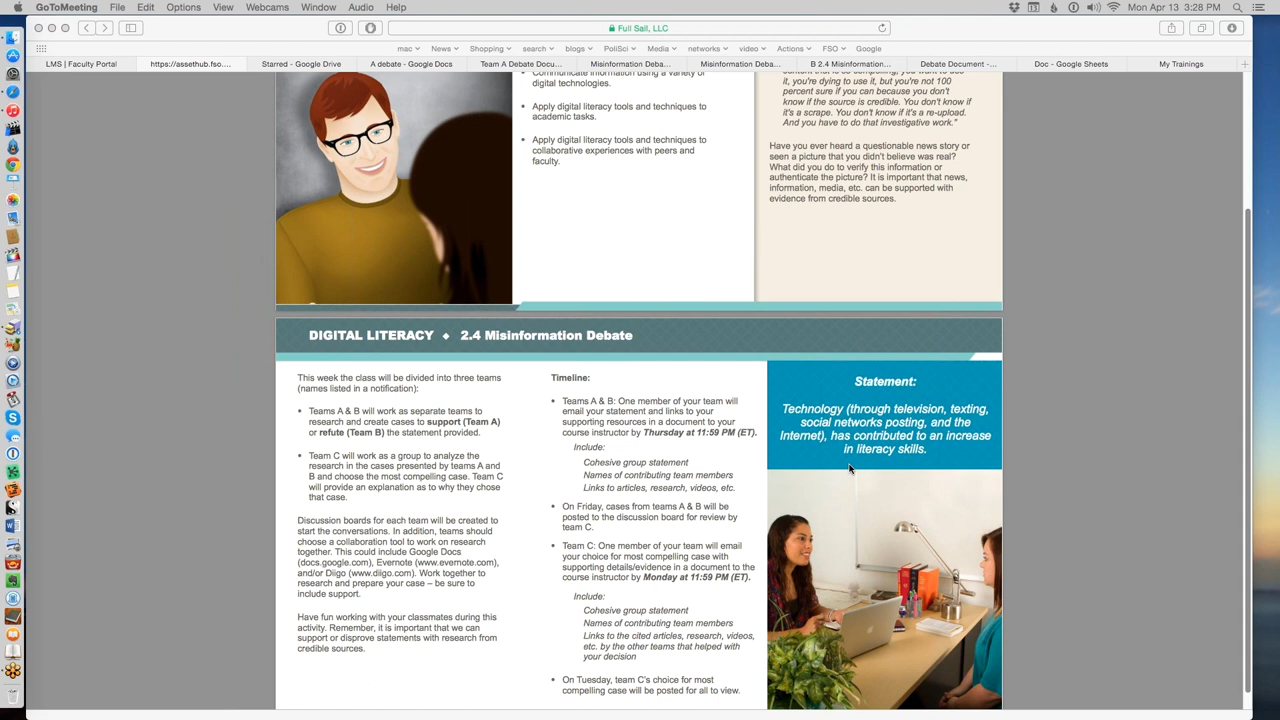 GoToMeeting File Edit Options View Webcams Window Audio Help Mon Apr 13 3:28 PM
Full Sail, LLC
mac News Shopping search blogs PoliSci Media networks video Actions FSO Google
LMS | Faculty Portal https://assethub.fso.... Starred - Google Drive A debate - Google Docs Team A Debate Docu... Misinformation Deba... Misinformation Deba... B 2.4 Misinformation... Debate Document -... Doc - Google Sheets My Trainings
Communicate information using a variety of
digital technologies.
• Apply digital literacy tools and techniques to
academic tasks.
• Apply digital literacy tools and techniques to
collaborative experiences with peers and
faculty.
it, you're dying to use it, but you're not 100
percent sure if you can because you don't
know if the source is credible. You don't know if
it's a scrape. You don't know if it's a re-upload.
And you have to do that investigative work."
Have you ever heard a questionable news story or
seen a picture that you didn't believe was real?
What did you do to verify this information or
authenticate the picture? It is important that news,
information, media, etc. can be supported with
evidence from credible sources.
DIGITAL LITERACY ◆ 2.4 Misinformation Debate
This week the class will be divided into three teams
(names listed in a notification):
• Teams A & B will work as separate teams to
research and create cases to support (Team A)
or refute (Team B) the statement provided.
• Team C will work as a group to analyze the
research in the cases presented by teams A and
B and choose the most compelling case. Team C
will provide an explanation as to why they chose
that case.
Discussion boards for each team will be created to
start the conversations. In addition, teams should
choose a collaboration tool to work on research
together. This could include Google Docs
(docs.google.com), Evernote (www.evernote.com),
and/or Diigo (www.diigo.com). Work together to
research and prepare your case – be sure to
include support.
Have fun working with your classmates during this
activity. Remember, it is important that we can
support or disprove statements with research from
credible sources.
Timeline:
• Teams A & B: One member of your team will
email your statement and links to your
supporting resources in a document to your
course instructor by Thursday at 11:59 PM (ET).
Include:
Cohesive group statement
Names of contributing team members
Links to articles, research, videos, etc.
• On Friday, cases from teams A & B will be
posted to the discussion board for review by
team C.
• Team C: One member of your team will email
your choice for most compelling case with
supporting details/evidence in a document to the
course instructor by Monday at 11:59 PM (ET).
Include:
Cohesive group statement
Names of contributing team members
Links to the cited articles, research, videos,
etc. by the other teams that helped with
your decision
• On Tuesday, team C's choice for most
compelling case will be posted for all to view.
Statement:
Technology (through television, texting,
social networks posting, and the
Internet), has contributed to an increase
in literacy skills.